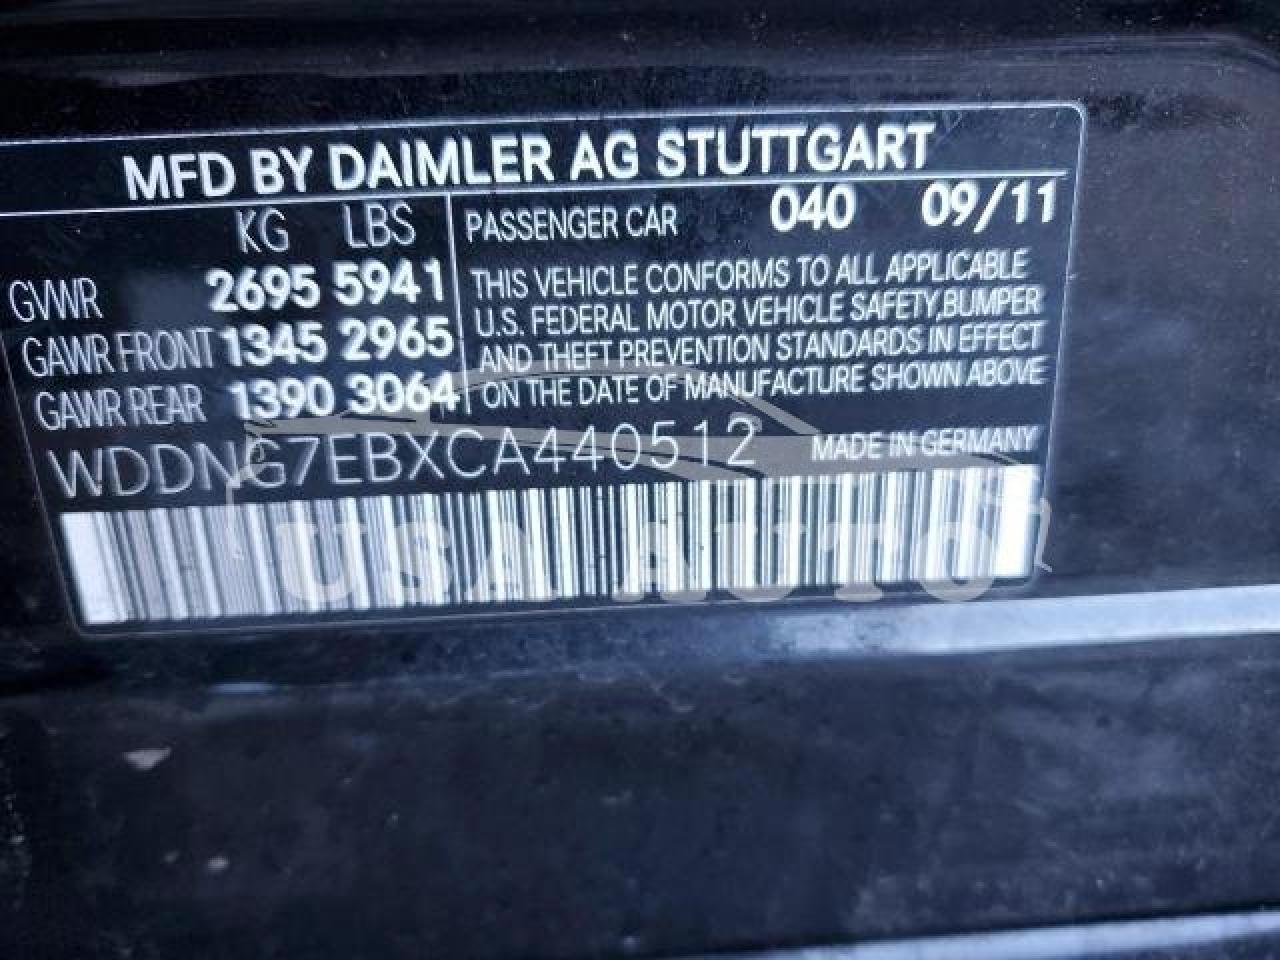 MFD BY DAIMLER AG STUTTGART
KG LBS
GVWR 2695 5941
GAWR FRONT 1345 2965
GAWR REAR 1390 3064
PASSENGER CAR 040 09/11
THIS VEHICLE CONFORMS TO ALL APPLICABLE
U.S. FEDERAL MOTOR VEHICLE SAFETY,BUMPER
AND THEFT PREVENTION STANDARDS IN EFFECT
ON THE DATE OF MANUFACTURE SHOWN ABOVE
WDDNG7EBXCA440512 MADE IN GERMANY
USA AUTO